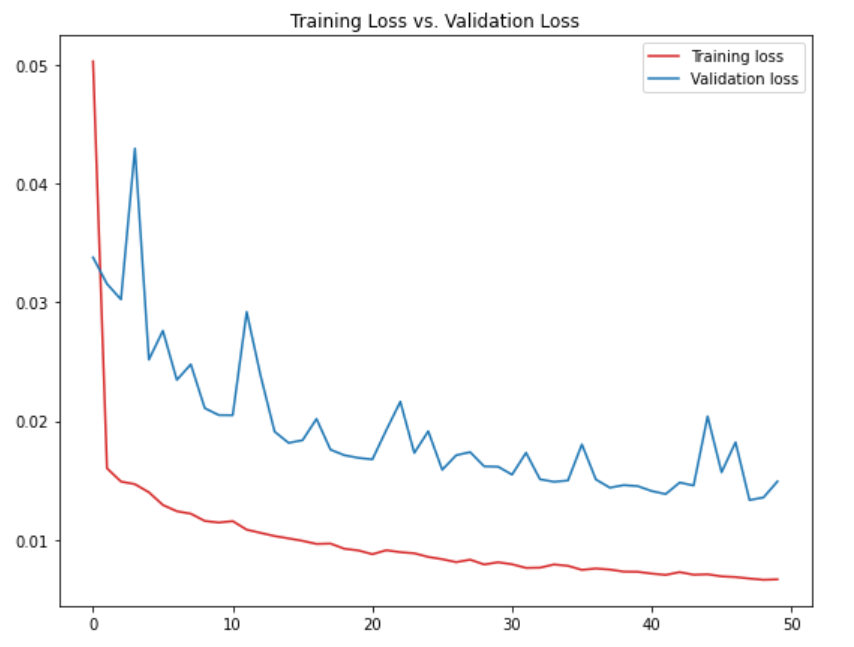 Training Loss vs. Validation Loss
Training loss
Validation loss
0.05
0.04
0.03
0.02
0.01
0 10 20 30 40 50